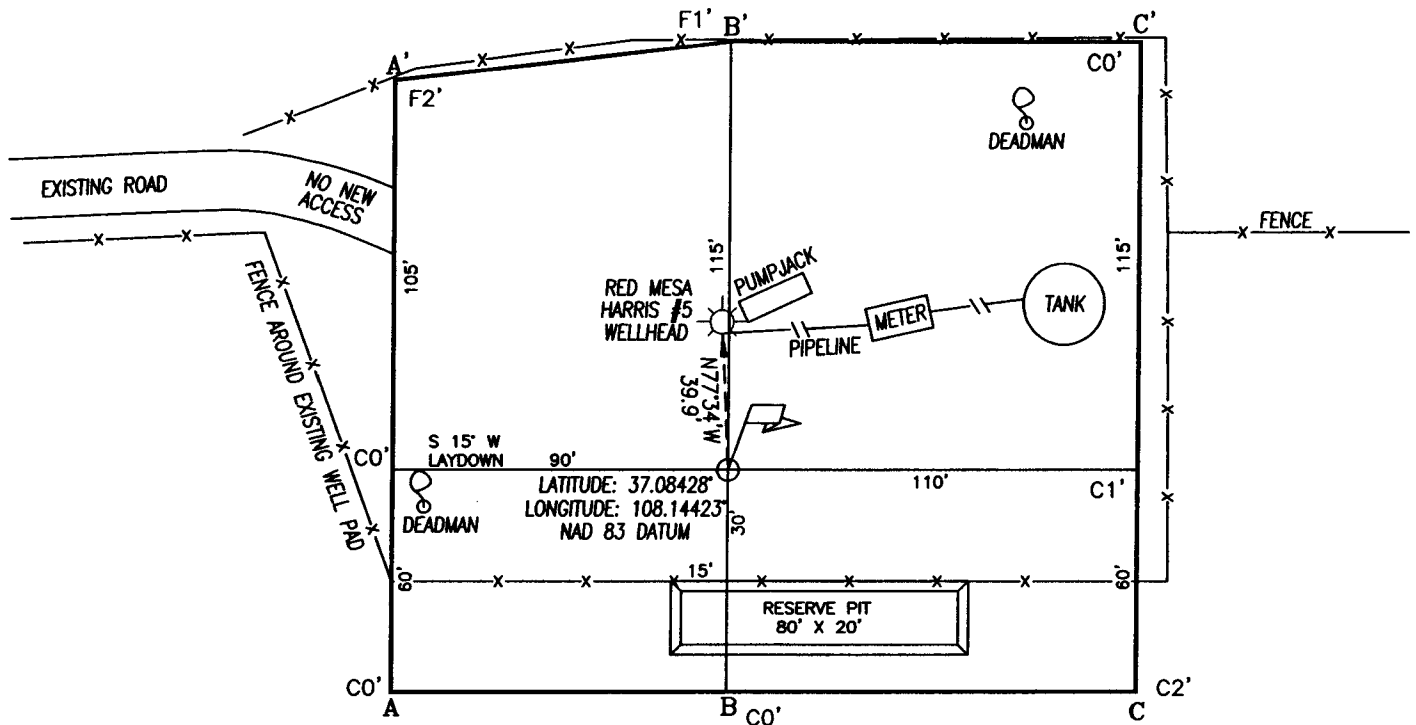 F1'
B'
C'
A'
F2'
C0'
DEADMAN
EXISTING ROAD
NO NEW
ACCESS
FENCE
105'
115'
115'
PUMPJACK
RED MESA
HARRIS #5
WELLHEAD
METER
TANK
PIPELINE
FENCE AROUND EXISTING WELL PAD
N77°34'W
39.9'
C0'
S 15° W
LAYDOWN
90'
110'
C1'
LATITUDE: 37.08428°
LONGITUDE: 108.14423°
NAD 83 DATUM
DEADMAN
30'
60'
15'
60'
RESERVE PIT
80' X 20'
C0'
A
B
C0'
C
C2'